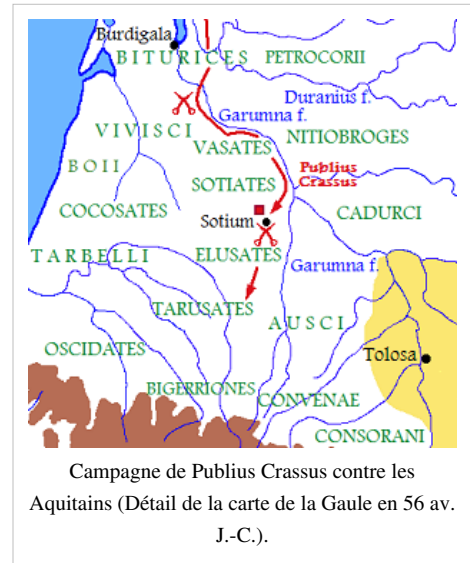 Burdigala
BITURICES
PETROCORII
Duranius f.
Garumna f.
VIVISCI
NITIOBROGES
VASATES
BOII
Publius
Crassus
SOTIATES
COCOSATES
CADURCI
Sotium
TARBELLI
ELUSATES
Garumna f.
TARUSATES
AUSCI
OSCIDATES
Tolosa
BIGERRIONES
CONVENAE
CONSORANI
Campagne de Publius Crassus contre les
Aquitains (Détail de la carte de la Gaule en 56 av.
J.-C.).